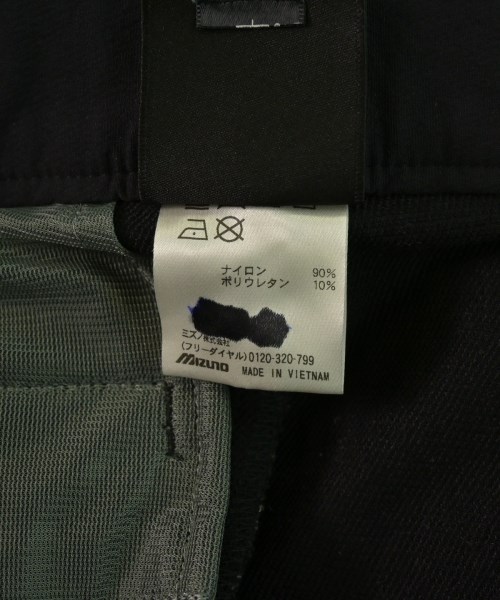 ナイロン 90%
ポリウレタン 10%
ミズノ株式会社
(フリーダイヤル)0120-320-799
MIZUNO MADE IN VIETNAM